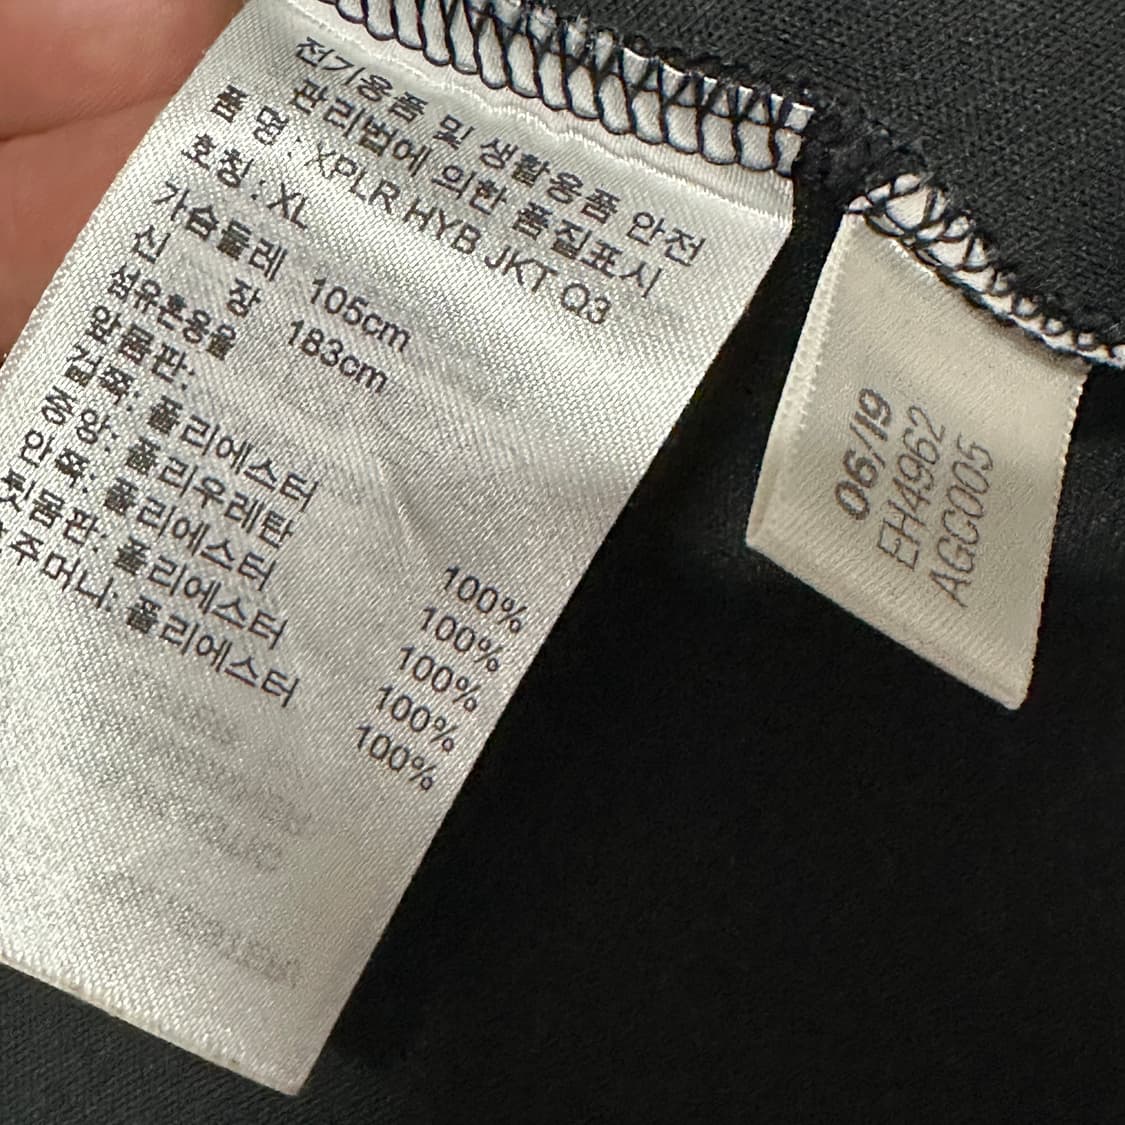 전기용품 및 생활용품 안전
관리법에 의한 품질표시
품 명 : XPLR HYB JKT Q3
호칭 : XL
가슴둘레 105cm
신 장 183cm
섬유혼용율
앞몸판:
겉쪽: 폴리에스터 100%
중앙: 폴리우레탄 100%
안쪽: 폴리에스터 100%
뒷몸판: 폴리에스터 100%
주머니: 폴리에스터 100%
06/19
EH4962
AGC005